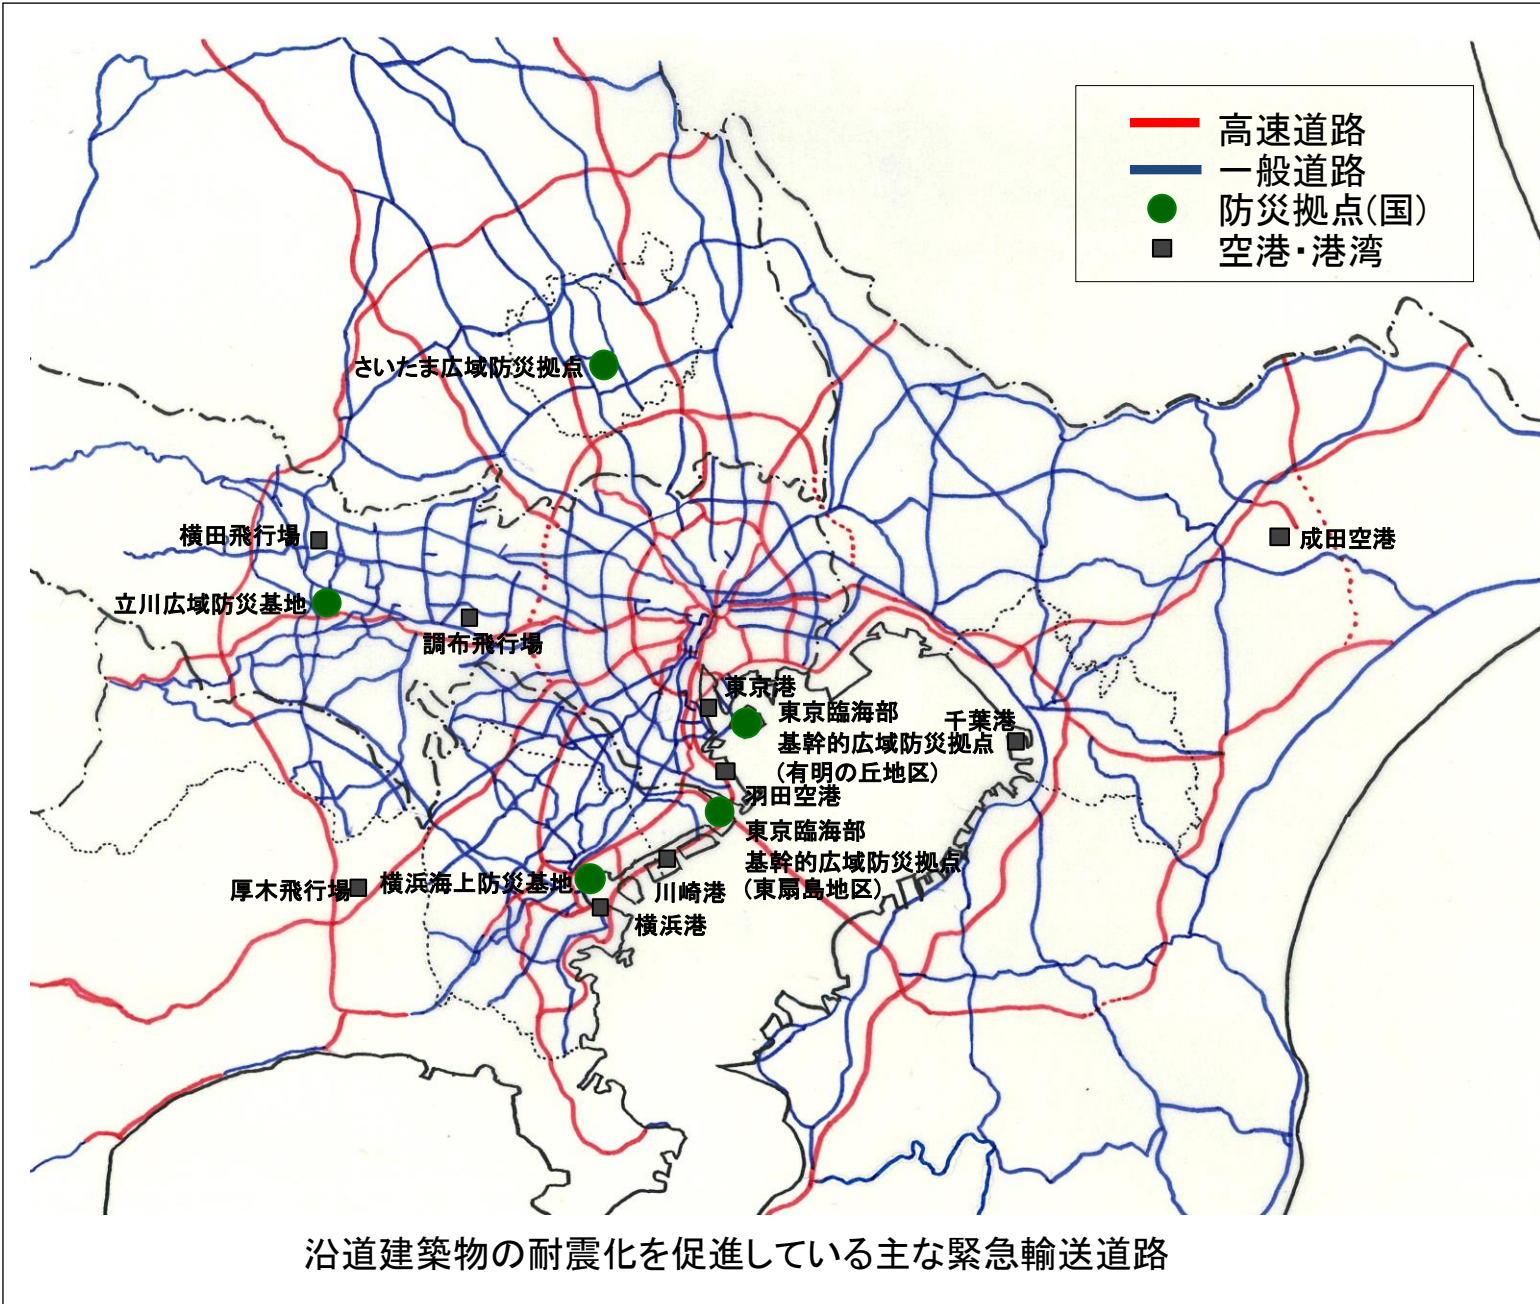 高速道路
一般道路
防災拠点(国)
空港・港湾
さいたま広域防災拠点
横田飛行場
成田空港
立川広域防災基地
調布飛行場
東京港
東京臨海部
基幹的広域防災拠点
(有明の丘地区)
千葉港
羽田空港
東京臨海部
基幹的広域防災拠点
(東扇島地区)
厚木飛行場
横浜海上防災基地
川崎港
横浜港
沿道建築物の耐震化を促進している主な緊急輸送道路